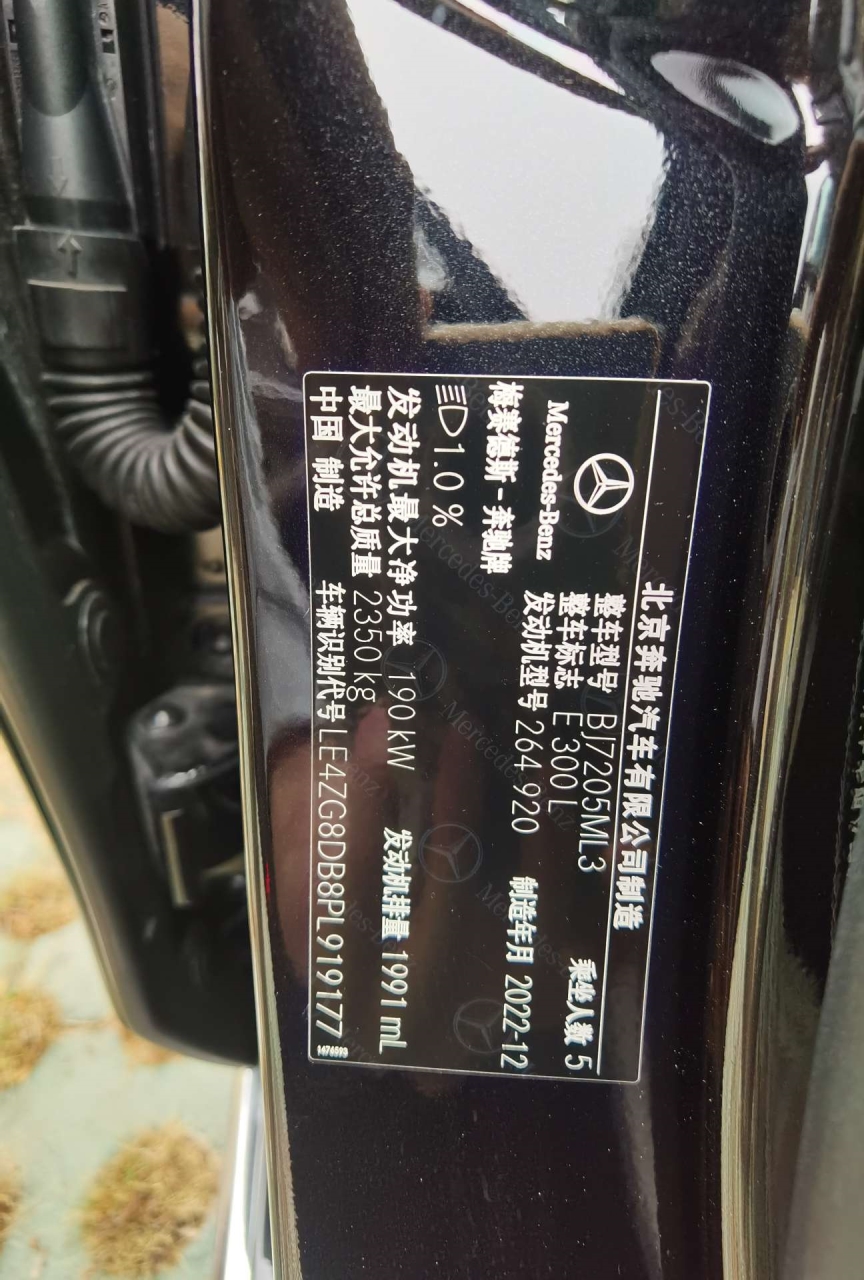 北京奔驰汽车有限公司制造
Mercedes-Benz
梅赛德斯-奔驰牌
整车型号 BJ7205ML3
整车标志 E 300 L 乘坐人数 5
发动机型号 264 920 制造年月 2022-12
1.0 %
发动机最大净功率 190 kW 发动机排量 1991 ml
最大允许总质量 2350 kg
中国 制造 车辆识别代号 LE4ZG8DB8PL919177
1474593